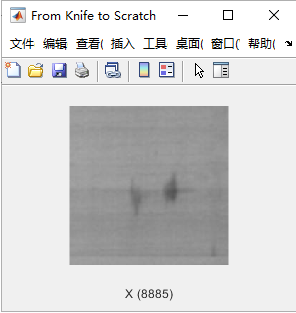 From Knife to Scratch
文件 编辑 查看( 插入 工具 桌面( 窗口( 帮助(
X (8885)